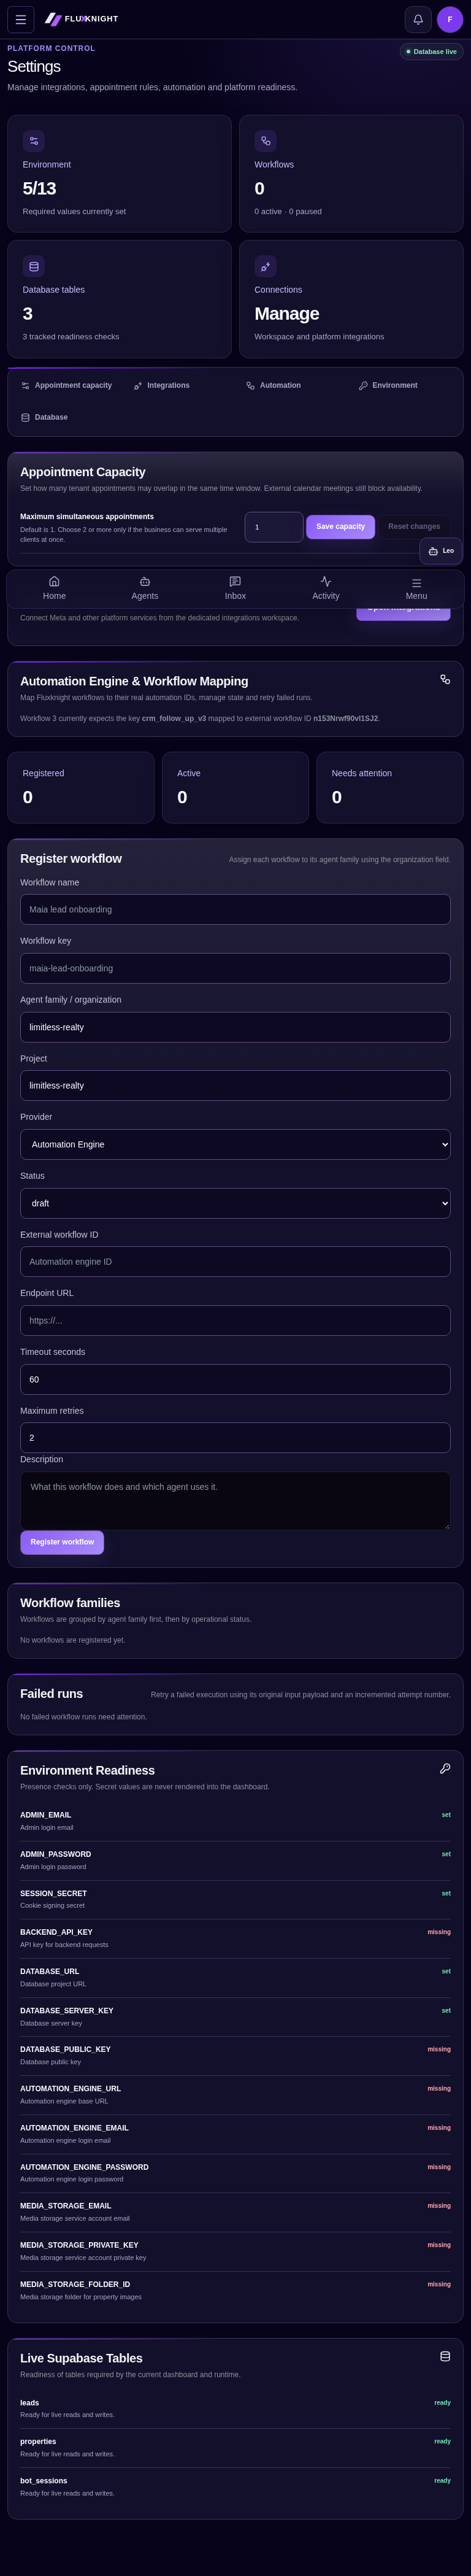 FLUXKNIGHT
F
PLATFORM CONTROL
Database live
Settings
Manage integrations, appointment rules, automation and platform readiness.
Environment
5/13
Required values currently set
Workflows
0
0 active · 0 paused
Database tables
3
3 tracked readiness checks
Connections
Manage
Workspace and platform integrations
Appointment capacity
Integrations
Automation
Environment
Database
Appointment Capacity
Set how many tenant appointments may overlap in the same time window. External calendar meetings still block availability.
Maximum simultaneous appointments
Default is 1. Choose 2 or more only if the business can serve multiple
clients at once.
1
Save capacity
Reset changes
Leo
Home
Agents
Inbox
Activity
Menu
Connect Meta and other platform services from the dedicated integrations workspace.
Automation Engine & Workflow Mapping
Map Fluxknight workflows to their real automation IDs, manage state and retry failed runs.
Workflow 3 currently expects the key crm_follow_up_v3 mapped to external workflow ID n153Nrwf90vI1SJ2.
Registered
0
Active
0
Needs attention
0
Register workflow
Assign each workflow to its agent family using the organization field.
Workflow name
Maia lead onboarding
Workflow key
maia-lead-onboarding
Agent family / organization
limitless-realty
Project
limitless-realty
Provider
Automation Engine
Status
draft
External workflow ID
Automation engine ID
Endpoint URL
https://...
Timeout seconds
60
Maximum retries
2
Description
What this workflow does and which agent uses it.
Register workflow
Workflow families
Workflows are grouped by agent family first, then by operational status.
No workflows are registered yet.
Failed runs
Retry a failed execution using its original input payload and an incremented attempt number.
No failed workflow runs need attention.
Environment Readiness
Presence checks only. Secret values are never rendered into the dashboard.
ADMIN_EMAIL
set
Admin login email
ADMIN_PASSWORD
set
Admin login password
SESSION_SECRET
set
Cookie signing secret
BACKEND_API_KEY
missing
API key for backend requests
DATABASE_URL
set
Database project URL
DATABASE_SERVER_KEY
set
Database server key
DATABASE_PUBLIC_KEY
missing
Database public key
AUTOMATION_ENGINE_URL
missing
Automation engine base URL
AUTOMATION_ENGINE_EMAIL
missing
Automation engine login email
AUTOMATION_ENGINE_PASSWORD
missing
Automation engine login password
MEDIA_STORAGE_EMAIL
missing
Media storage service account email
MEDIA_STORAGE_PRIVATE_KEY
missing
Media storage service account private key
MEDIA_STORAGE_FOLDER_ID
missing
Media storage folder for property images
Live Supabase Tables
Readiness of tables required by the current dashboard and runtime.
leads
ready
Ready for live reads and writes.
properties
ready
Ready for live reads and writes.
bot_sessions
ready
Ready for live reads and writes.